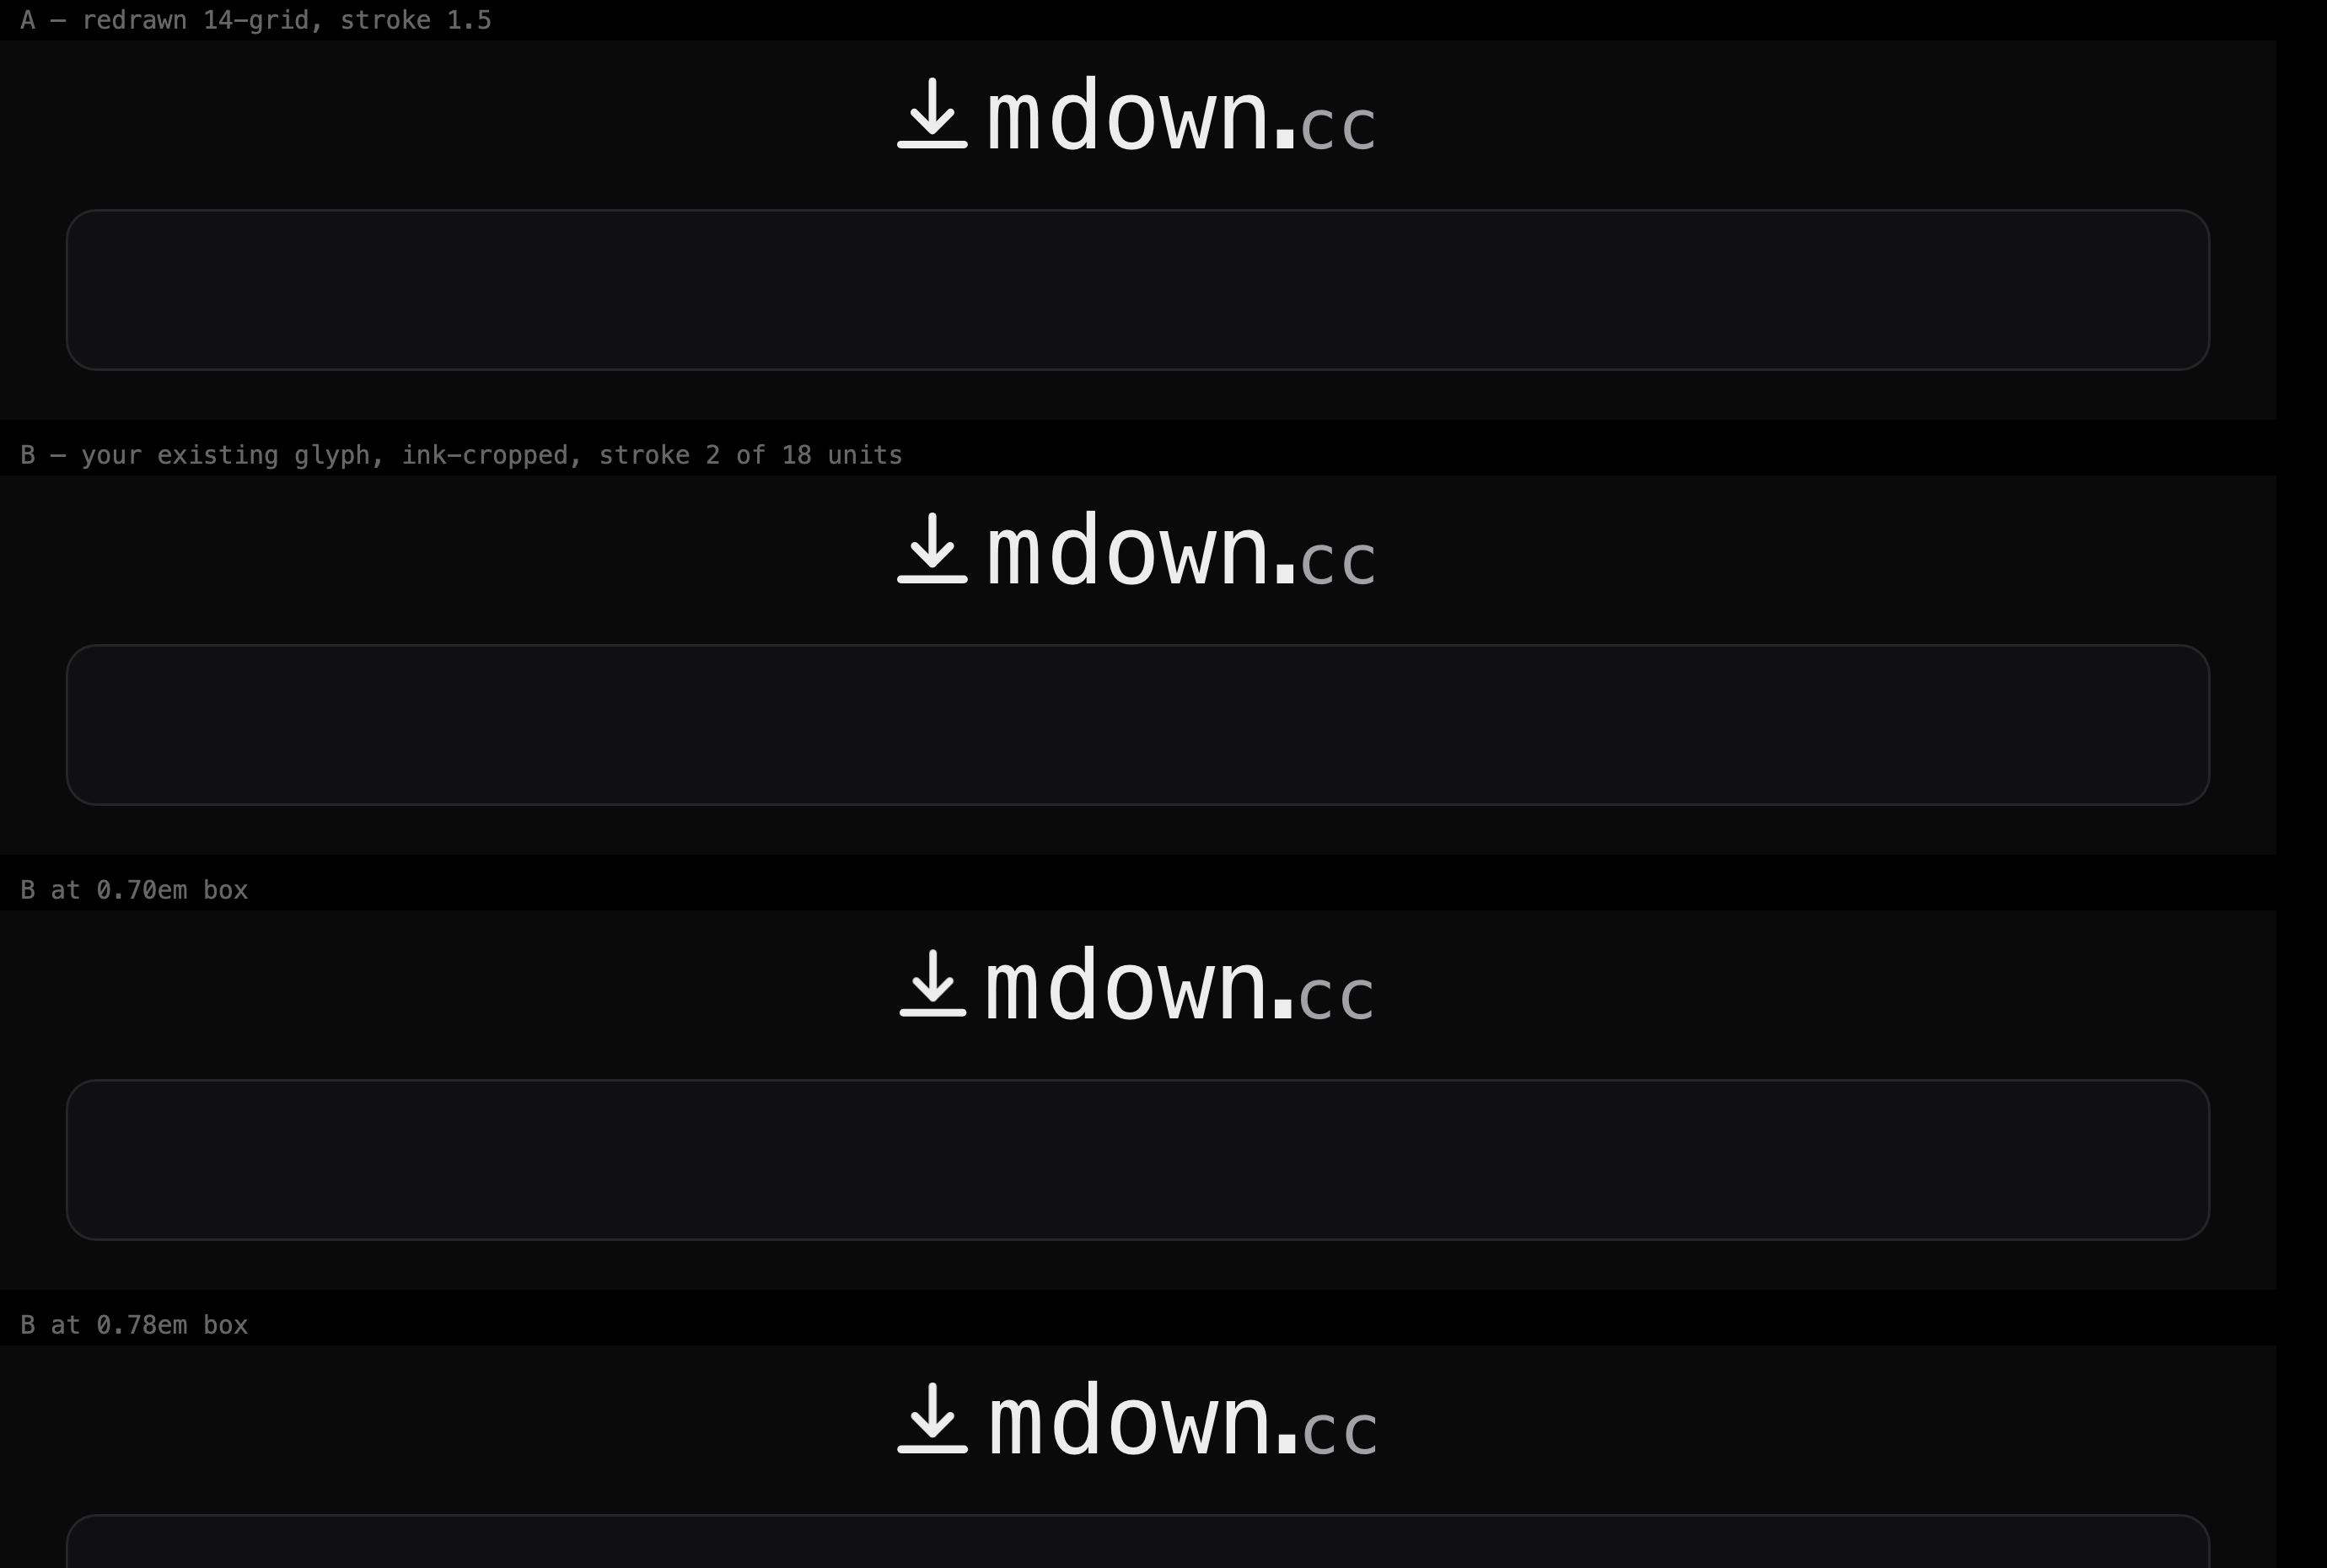 A — redrawn 14-grid, stroke 1.5
mdown.cc
B — your existing glyph, ink-cropped, stroke 2 of 18 units
mdown.cc
B at 0.70em box
mdown.cc
B at 0.78em box
mdown.cc